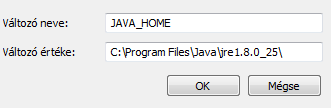 Változó neve: JAVA_HOME
Változó értéke: C:\Program Files\Java\jre1.8.0_25\
OK Mégse